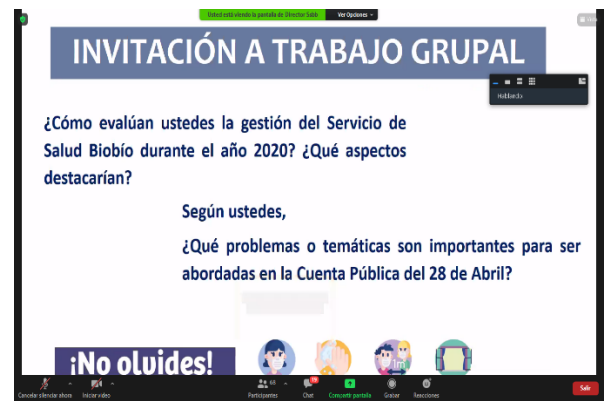 Usted está viendo la pantalla de Director Ssbb
Ver Opciones
INVITACIÓN A TRABAJO GRUPAL
Hablando:
¿Cómo evalúan ustedes la gestión del Servicio de
Salud Biobío durante el año 2020? ¿Qué aspectos
destacarían?
Según ustedes,
¿Qué problemas o temáticas son importantes para ser
abordadas en la Cuenta Pública del 28 de Abril?
¡No olvides!
1m
Cancelar silenciar ahora
Iniciar video
68
Participantes
Chat
Compartir pantalla
Grabar
Reacciones
Salir